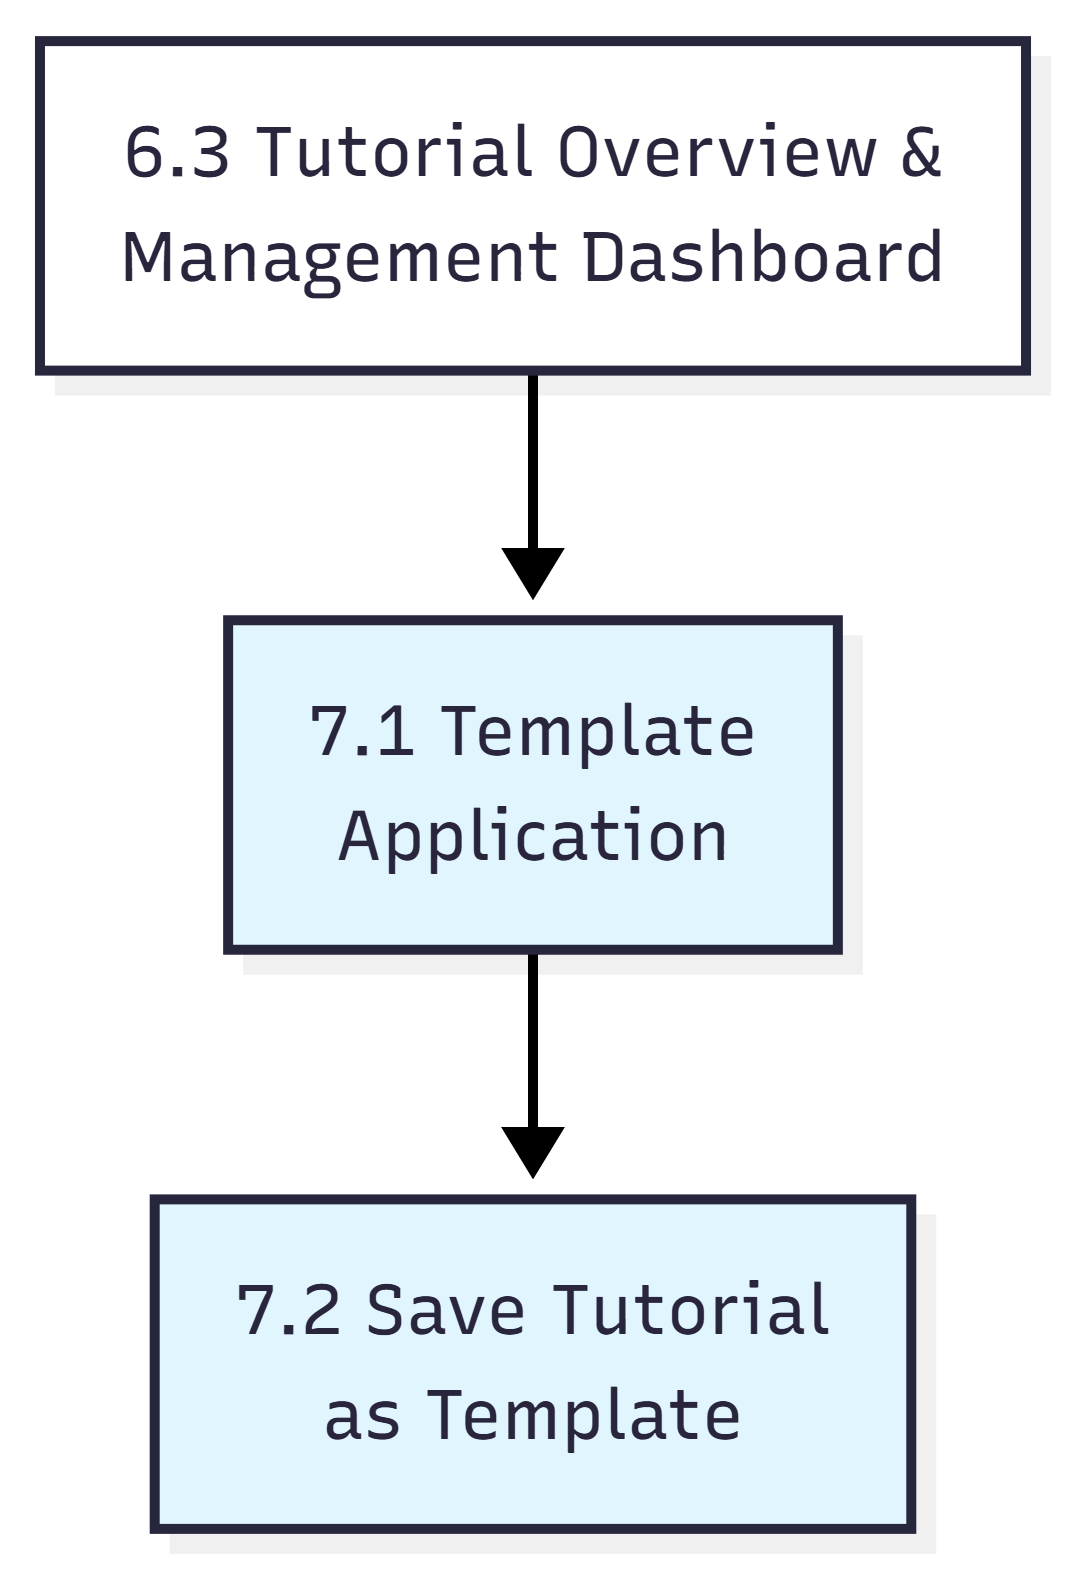 6.3 Tutorial Overview &
Management Dashboard
7.1 Template
Application
7.2 Save Tutorial
as Template